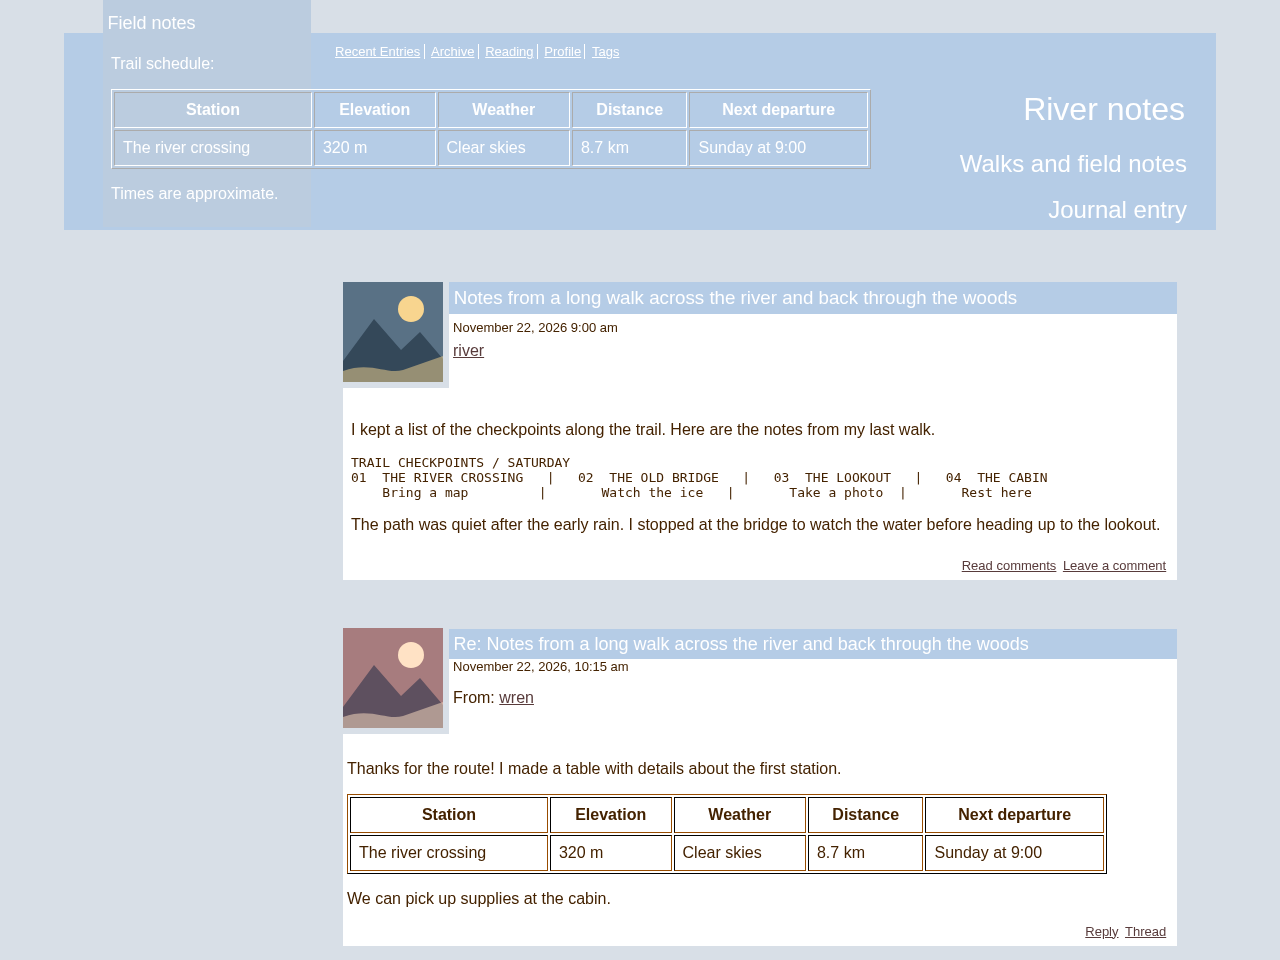 Field notes
Recent Entries Archive Reading Profile Tags
Trail schedule:
Station Elevation Weather Distance Next departure
The river crossing 320 m Clear skies 8.7 km Sunday at 9:00
Times are approximate.
River notes
Walks and field notes
Journal entry
Notes from a long walk across the river and back through the woods
November 22, 2026 9:00 am
river
I kept a list of the checkpoints along the trail. Here are the notes from my last walk.
TRAIL CHECKPOINTS / SATURDAY
01  THE RIVER CROSSING   |   02  THE OLD BRIDGE   |   03  THE LOOKOUT   |   04  THE CABIN
    Bring a map         |       Watch the ice   |       Take a photo  |       Rest here
The path was quiet after the early rain. I stopped at the bridge to watch the water before heading up to the lookout.
Read comments Leave a comment
Re: Notes from a long walk across the river and back through the woods
November 22, 2026, 10:15 am
From: wren
Thanks for the route! I made a table with details about the first station.
Station Elevation Weather Distance Next departure
The river crossing 320 m Clear skies 8.7 km Sunday at 9:00
We can pick up supplies at the cabin.
Reply Thread